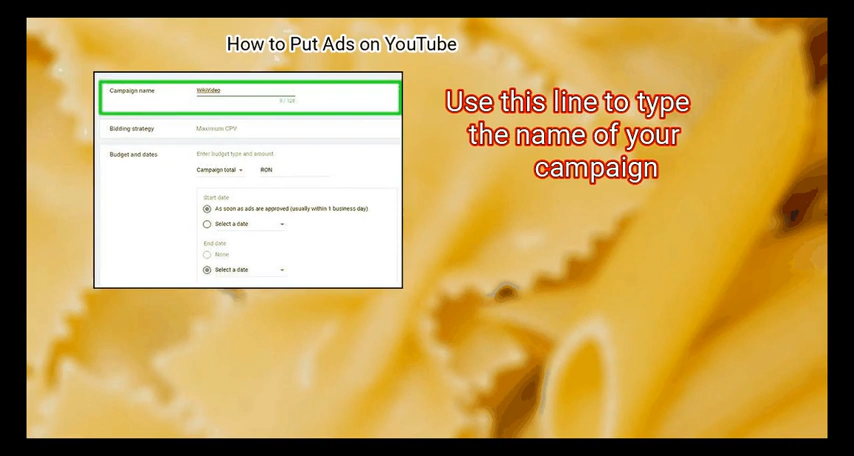 How to Put Ads on YouTube
Campaign name
WikiVideo
9 / 128
Use this line to type
the name of your
campaign
Bidding strategy
Maximum CPV
Budget and dates
Enter budget type and amount
Campaign total
RON
Start date
As soon as ads are approved (usually within 1 business day)
Select a date
End date
None
Select a date